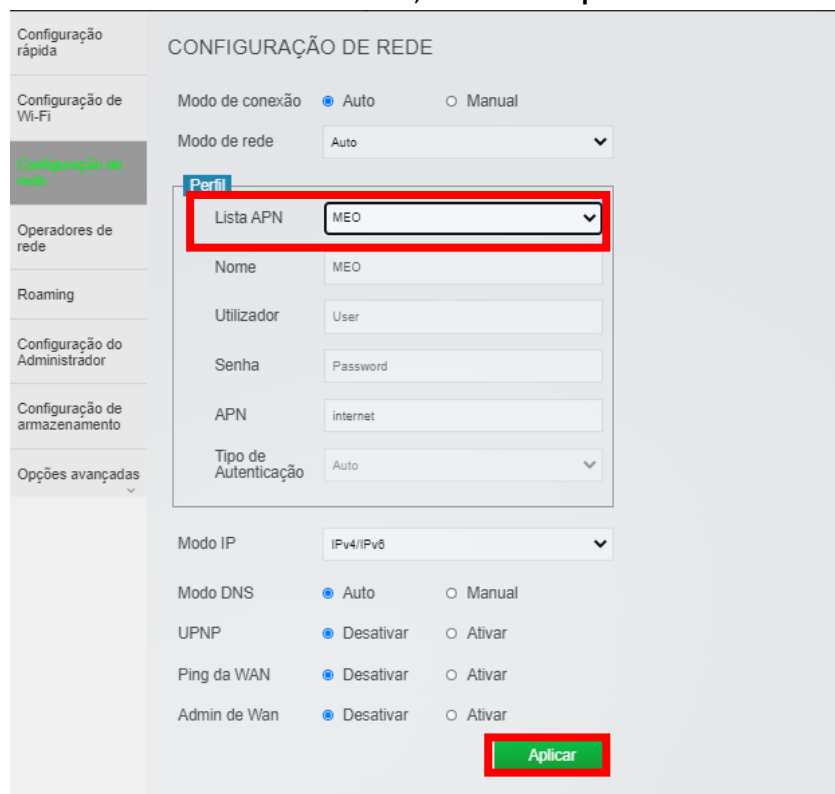 Configuração
rápida
Configuração de
Wi-Fi
Configuração de
rede
Operadores de
rede
Roaming
Configuração do
Administrador
Configuração de
armazenamento
Opções avançadas
CONFIGURAÇÃO DE REDE
Modo de conexão Auto Manual
Modo de rede Auto
Perfil
Lista APN MEO
Nome MEO
Utilizador User
Senha Password
APN internet
Tipo de
Autenticação Auto
Modo IP IPv4/IPv6
Modo DNS Auto Manual
UPNP Desativar Ativar
Ping da WAN Desativar Ativar
Admin de Wan Desativar Ativar
Aplicar